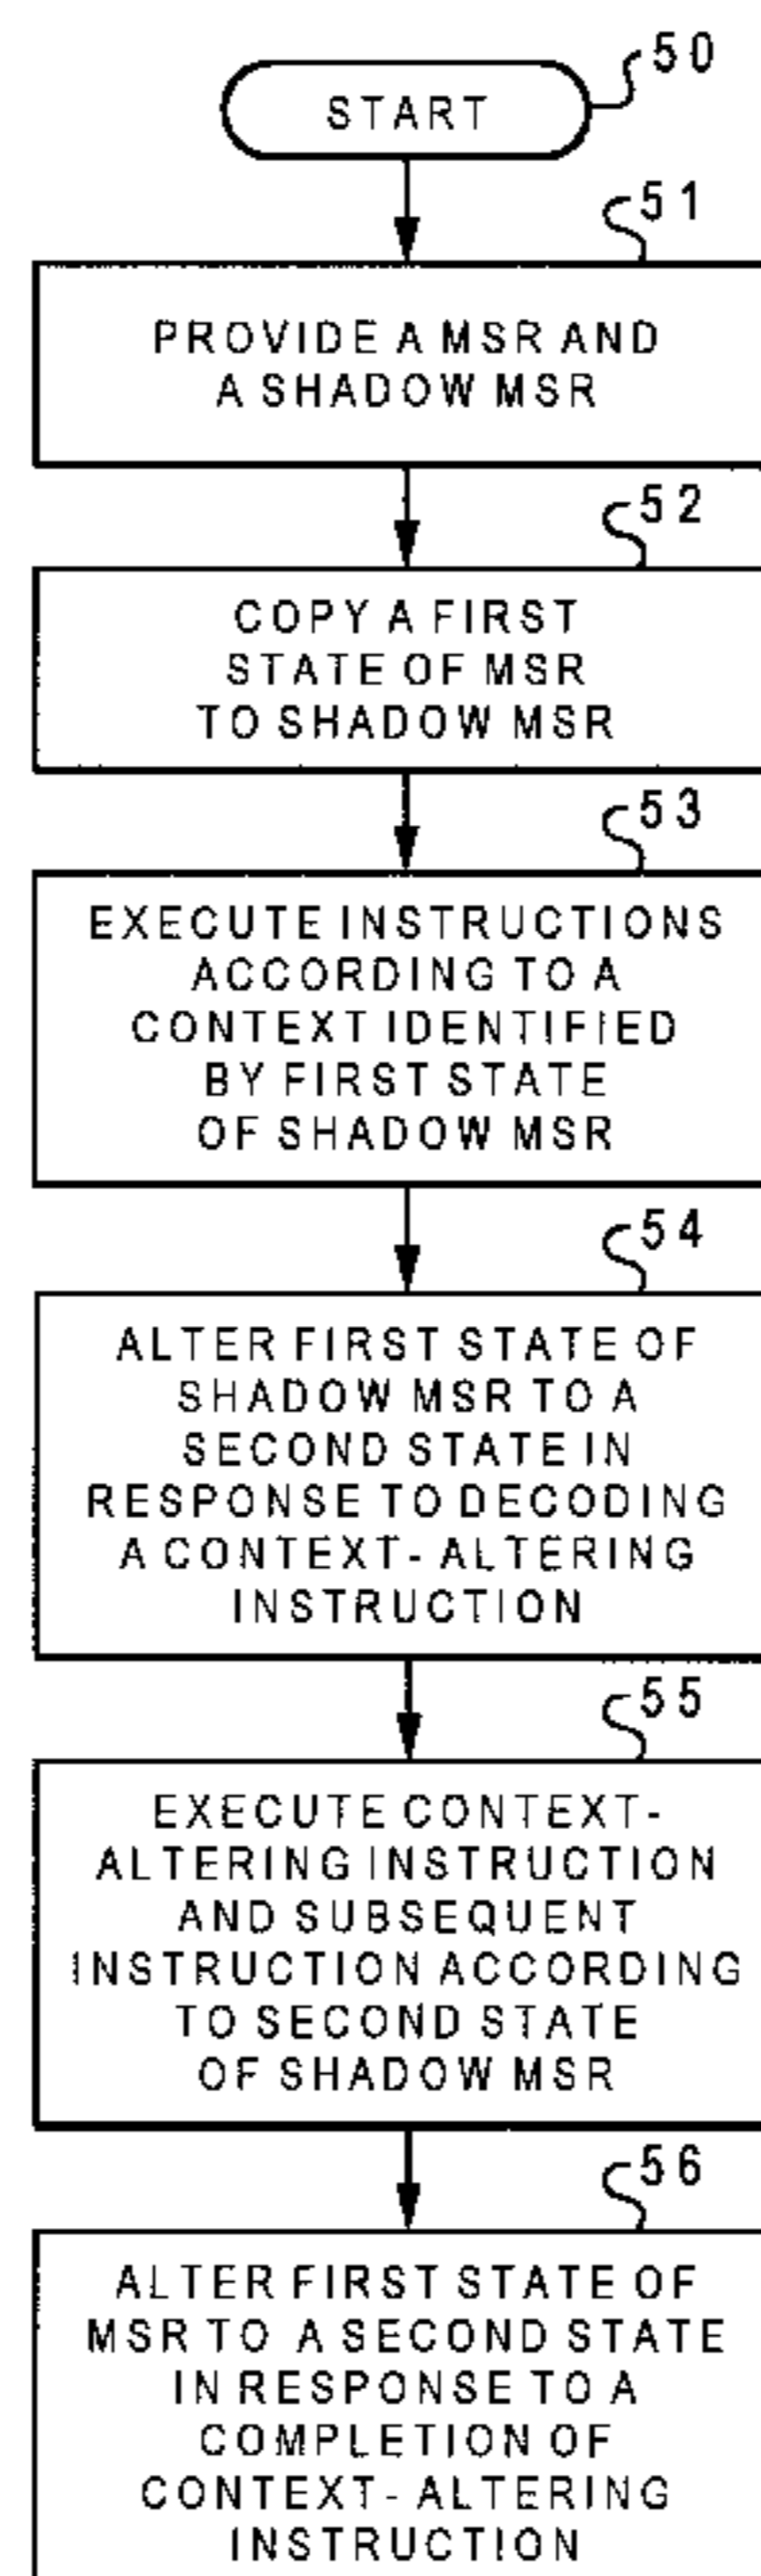 50
START
51
PROVIDE A MSR AND
A SHADOW MSR
52
COPY A FIRST
STATE OF MSR
TO SHADOW MSR
53
EXECUTE INSTRUCTIONS
ACCORDING TO A
CONTEXT IDENTIFIED
BY FIRST STATE
OF SHADOW MSR
54
ALTER FIRST STATE OF
SHADOW MSR TO A
SECOND STATE IN
RESPONSE TO DECODING
A CONTEXT-ALTERING
INSTRUCTION
55
EXECUTE CONTEXT-
ALTERING INSTRUCTION
AND SUBSEQUENT
INSTRUCTION ACCORDING
TO SECOND STATE
OF SHADOW MSR
56
ALTER FIRST STATE OF
MSR TO A SECOND STATE
IN RESPONSE TO A
COMPLETION OF
CONTEXT-ALTERING
INSTRUCTION